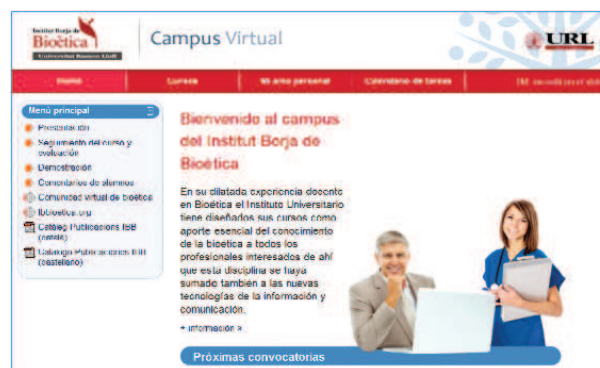 Institut Borja de
Bioètica
Universitat Ramon Llull
Campus Virtual
URL
Home
Cursos
Mi área personal
Calendario de tareas
Menú principal
Presentación
Seguimiento del curso y
evaluación
Demostración
Comentarios de alumnos
Comunidad virtual de bioética
Ibbioetica.org
Catàleg Publicacions IBB
(català)
Catálogo Publicaciones IBB
(castellano)
Bienvenido al campus
del Institut Borja de
Bioètica
En su dilatada experiencia docente
en Bioética el Instituto Universitario
tiene diseñados sus cursos como
aporte esencial del conocimiento
de la bioética a todos los
profesionales interesados de ahí
que esta disciplina se haya
sumado también a las nuevas
tecnologías de la información y
comunicación.
+ información »
Próximas convocatorias